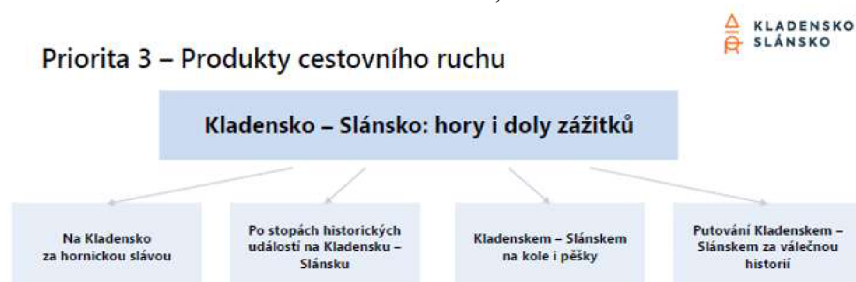 KLADENSKO
SLÁNSKO
Priorita 3 – Produkty cestovního ruchu
Kladensko – Slánsko: hory i doly zážitků
Na Kladensko
za hornickou slávou
Po stopách historických
událostí na Kladensku –
Slánsku
Kladenskem – Slánskem
na kole i pěšky
Putování Kladenskem –
Slánskem za válečnou
historií